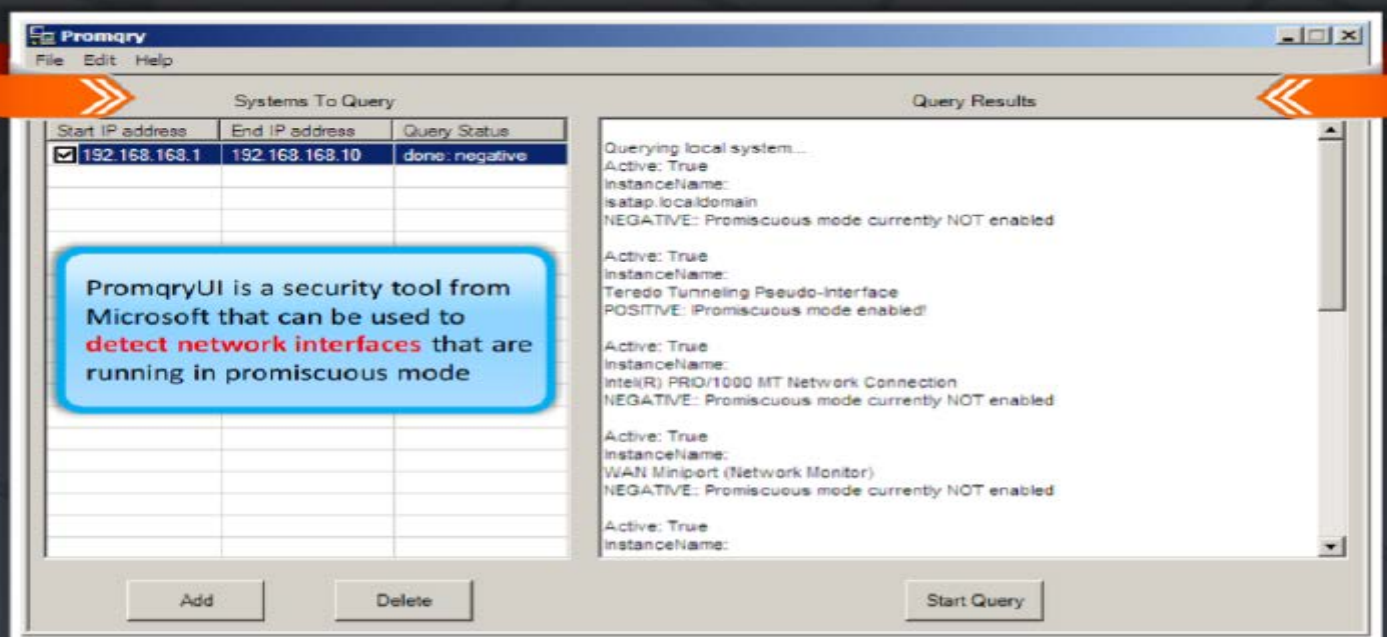 Promqry
File Edit Help
Systems To Query
Start IP address End IP address Query Status
192.168.168.1 192.168.168.10 done: negative
PromqryUI is a security tool from
Microsoft that can be used to
detect network interfaces that are
running in promiscuous mode
Add Delete
Query Results
Querying local system...
Active: True
InstanceName:
isatap.localdomain
NEGATIVE: Promiscuous mode currently NOT enabled
Active: True
InstanceName:
Teredo Tunneling Pseudo-Interface
POSITIVE: !Promiscuous mode enabled!
Active: True
InstanceName:
Intel(R) PRO/1000 MT Network Connection
NEGATIVE: Promiscuous mode currently NOT enabled
Active: True
InstanceName:
WAN Miniport (Network Monitor)
NEGATIVE: Promiscuous mode currently NOT enabled
Active: True
InstanceName:
Start Query